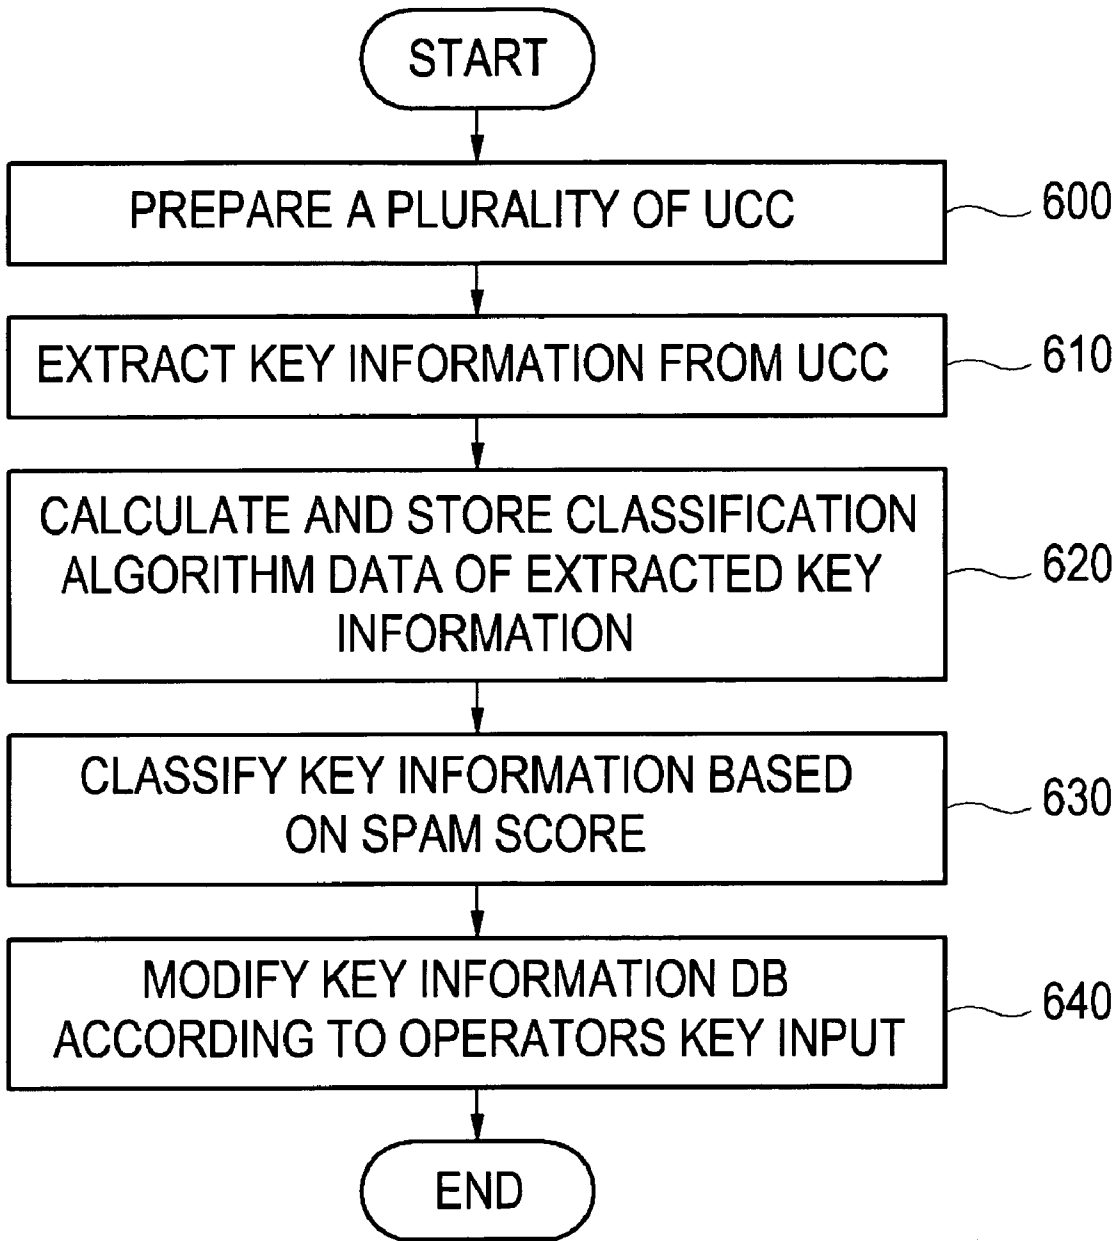 START
PREPARE A PLURALITY OF UCC
600
EXTRACT KEY INFORMATION FROM UCC
610
CALCULATE AND STORE CLASSIFICATION
ALGORITHM DATA OF EXTRACTED KEY
INFORMATION
620
CLASSIFY KEY INFORMATION BASED
ON SPAM SCORE
630
MODIFY KEY INFORMATION DB
ACCORDING TO OPERATORS KEY INPUT
640
END